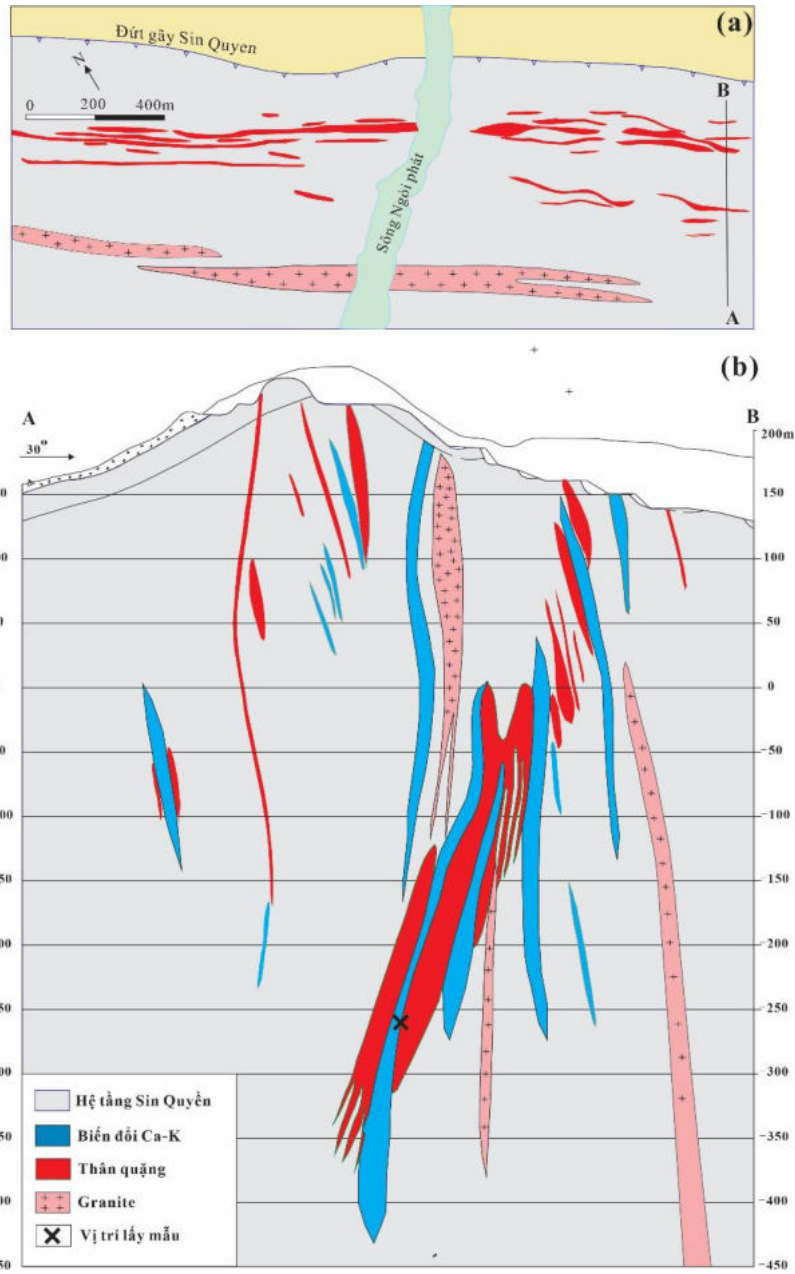 (a)
Đứt gãy Sin Quyen
N
0 200 400m
B
Sông Ngòi phát
A
(b)
A
B
30°
200m
150
100
50
0
-50
-100
-150
-200
-250
-300
-350
-400
-450
Hệ tầng Sin Quyền
Biến đổi Ca-K
Thân quặng
Granite
Vị trí lấy mẫu